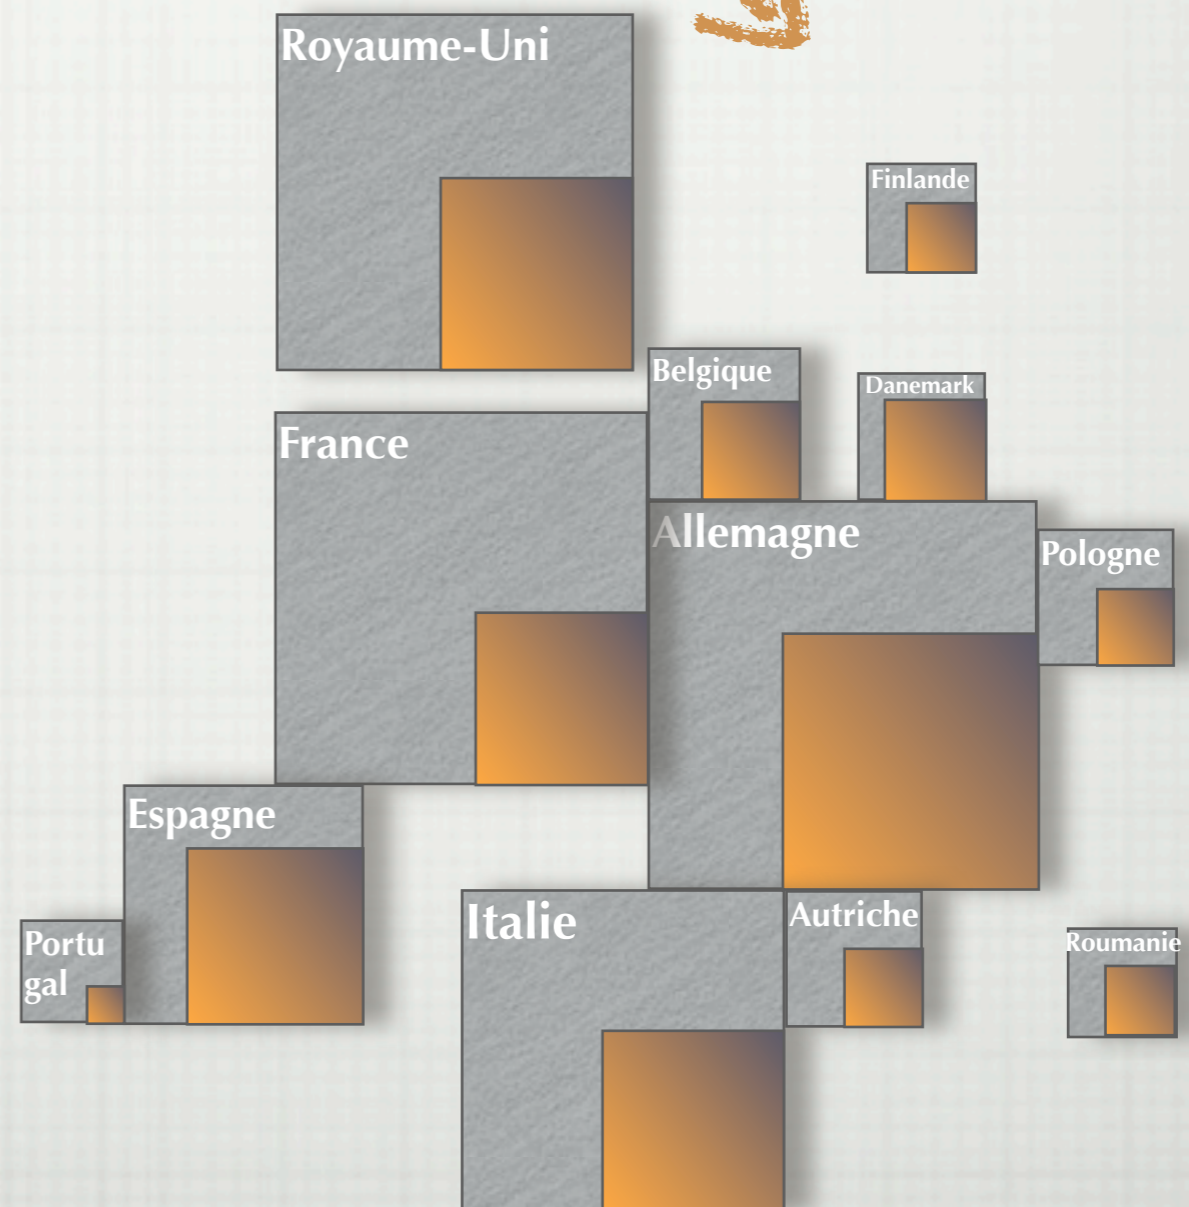 Royaume-Uni
Finlande
Belgique
Danemark
France
Allemagne
Pologne
Espagne
Italie
Autriche
Portu
gal
Roumanie